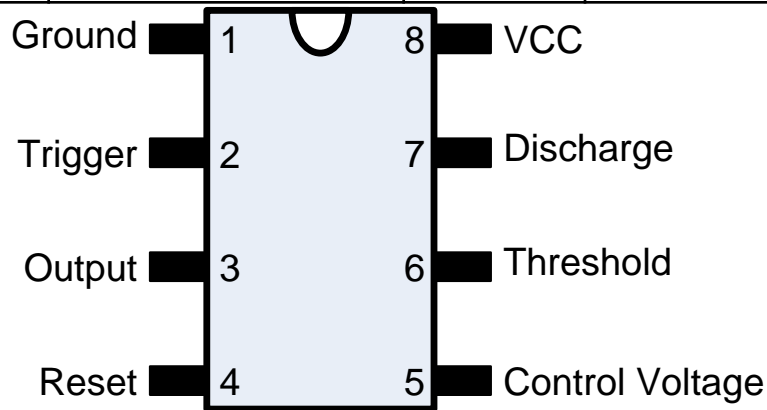 Ground 1 8 VCC
Trigger 2 7 Discharge
Output 3 6 Threshold
Reset 4 5 Control Voltage